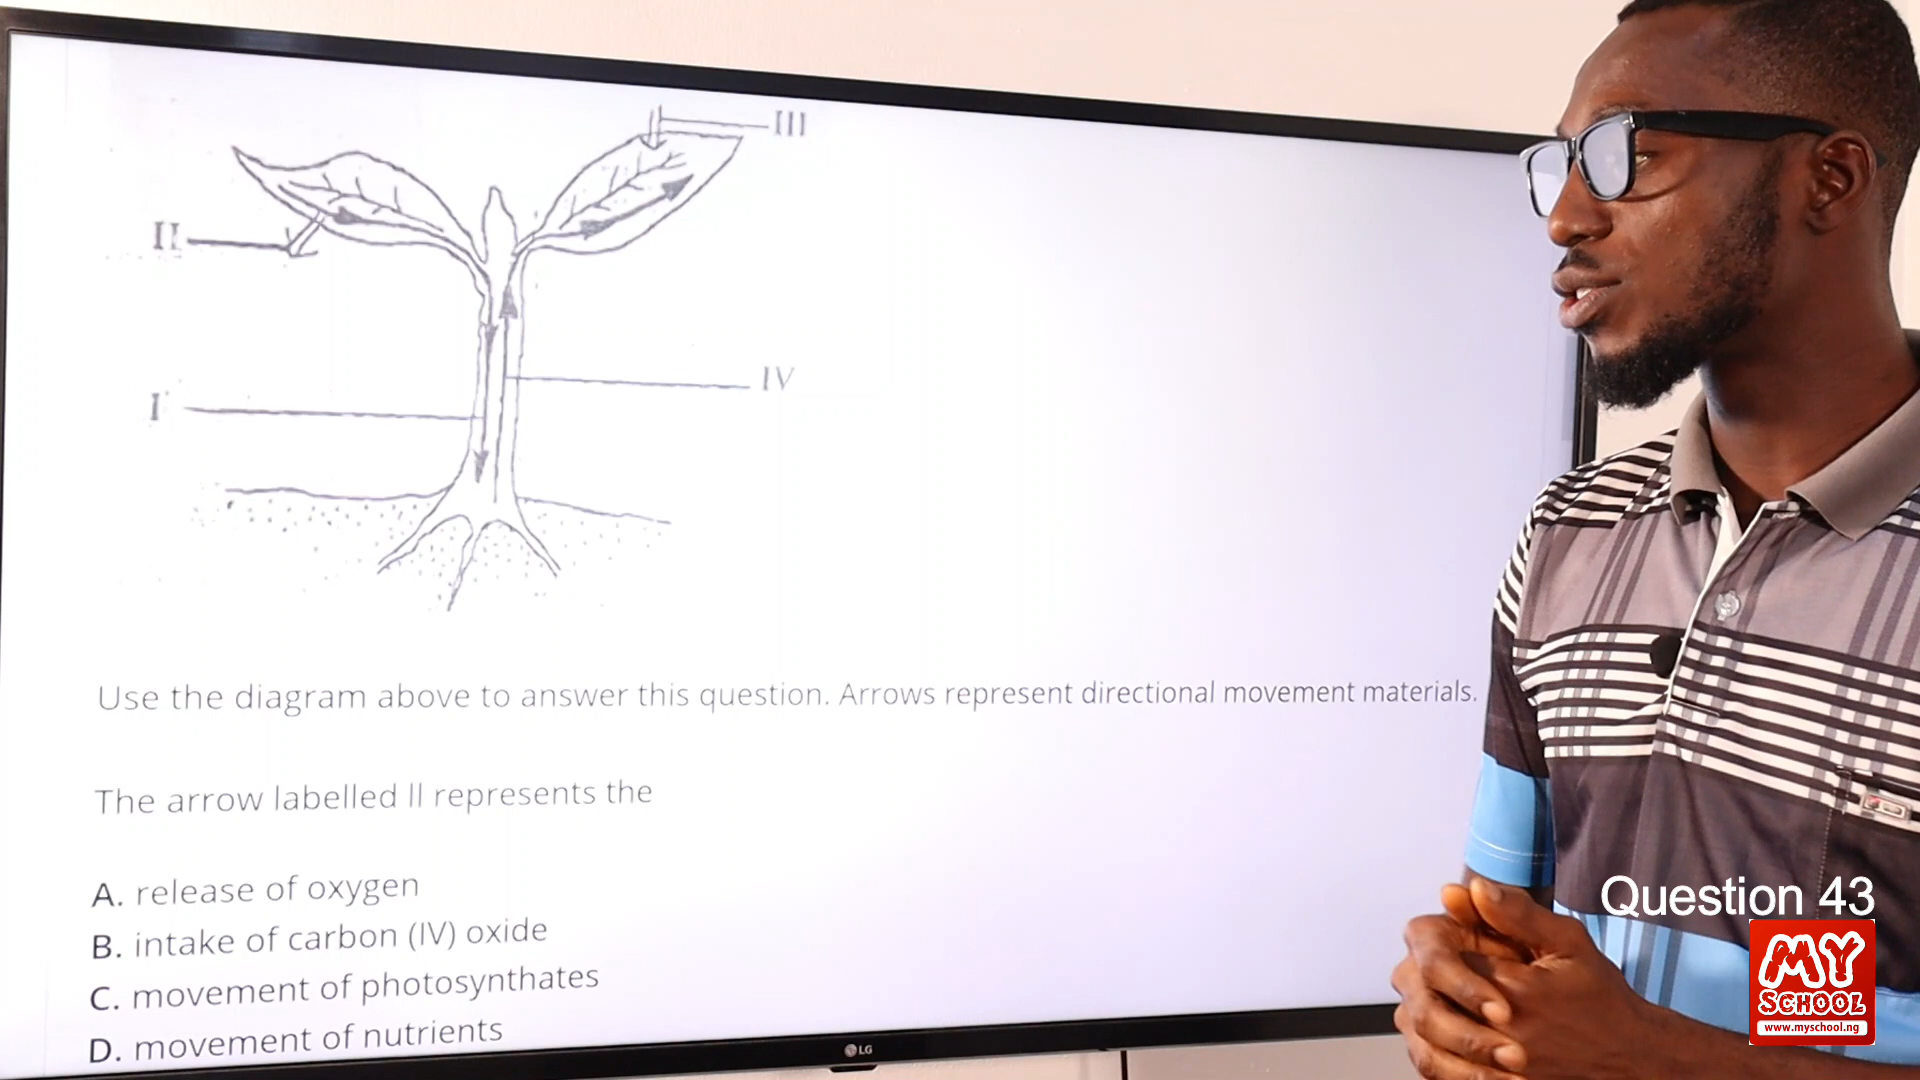 III
II
IV
I
Use the diagram above to answer this question. Arrows represent directional movement materials.
The arrow labelled ll represents the
A. release of oxygen
B. intake of carbon (IV) oxide
C. movement of photosynthates
D. movement of nutrients
LG
Question 43
MY
SCHOOL
www.myschool.ng